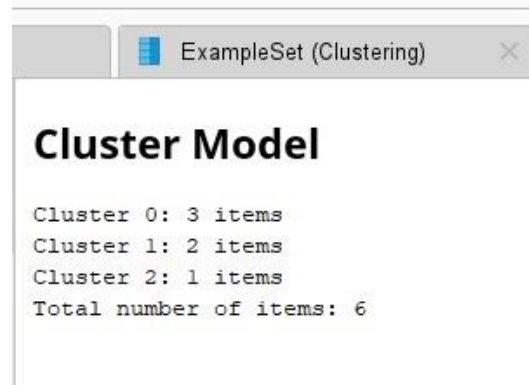 ExampleSet (Clustering)
Cluster Model
Cluster 0: 3 items
Cluster 1: 2 items
Cluster 2: 1 items
Total number of items: 6